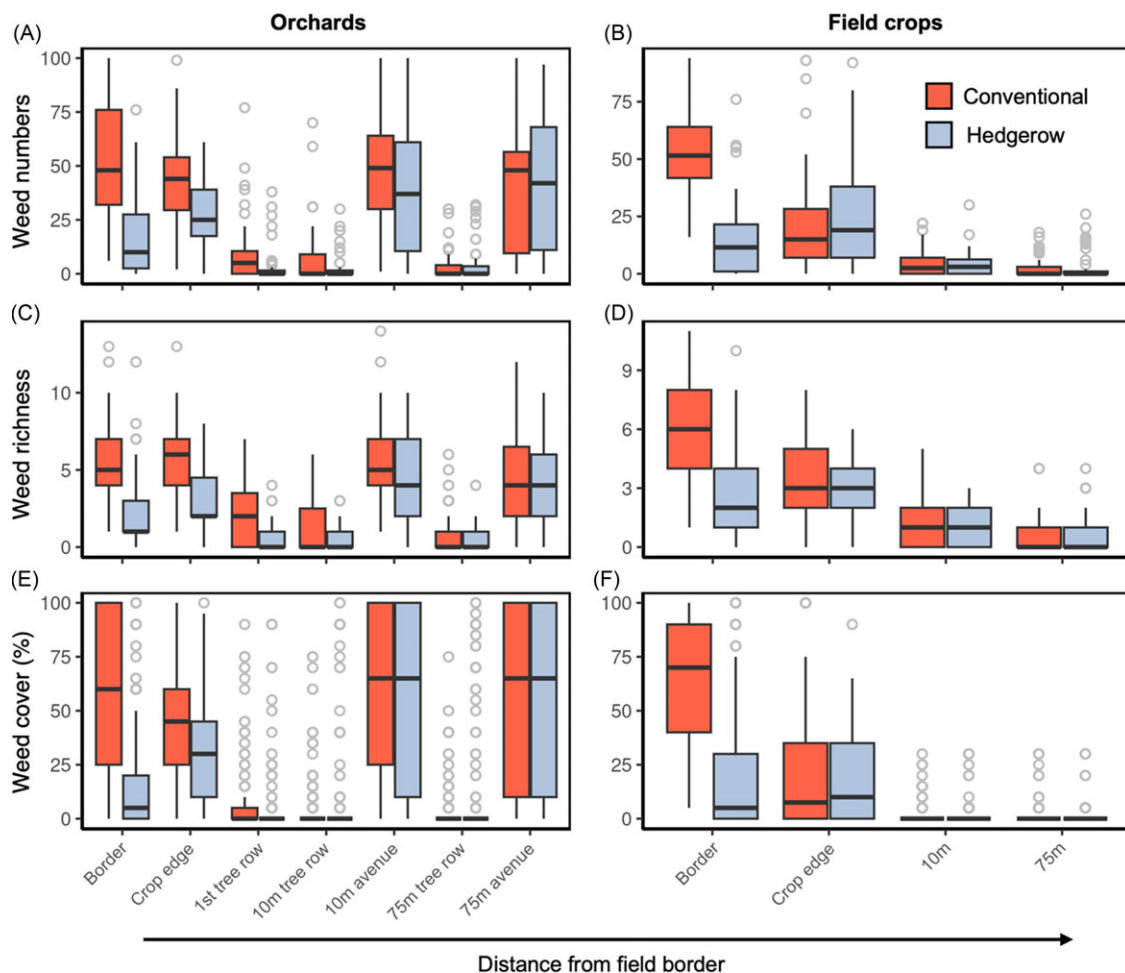 Orchards
Field crops
(A)
(B)
Weed numbers
100
75
50
25
0
75
50
25
0
Conventional
Hedgerow
(C)
(D)
Weed richness
10
5
0
9
6
3
0
(E)
(F)
Weed cover (%)
100
75
50
25
0
100
75
50
25
0
Border
Crop edge
1st tree row
10m tree row
10m avenue
75m tree row
75m avenue
Border
Crop edge
10m
75m
Distance from field border